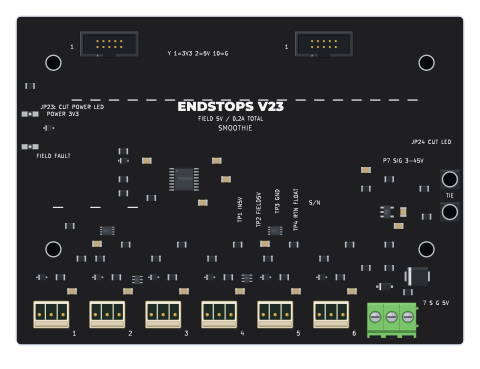 1
1
Y 1=3V3 2=5V 10=G
ENDSTOPS V23
FIELD 5V / 0.2A TOTAL
SMOOTHIE
JP23: CUT POWER LED
POWER 3V3
FIELD FAULT
JP24 CUT LED
P7 SIG 3-45V
TIE
TP1 IN5V
TP2 FIELD5V
TP3 GND
TP4 RTN FLOAT
S/N
7 S G 5V
1
2
3
4
5
6